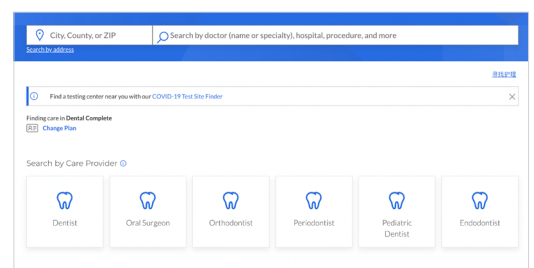 City, County, or ZIP
Search by doctor (name or specialty), hospital, procedure, and more
Search by address
寻找护理
Find a testing center near you with our COVID-19 Test Site Finder
Finding care in Dental Complete
Change Plan
Search by Care Provider
Dentist
Oral Surgeon
Orthodontist
Periodontist
Pediatric
Dentist
Endodontist